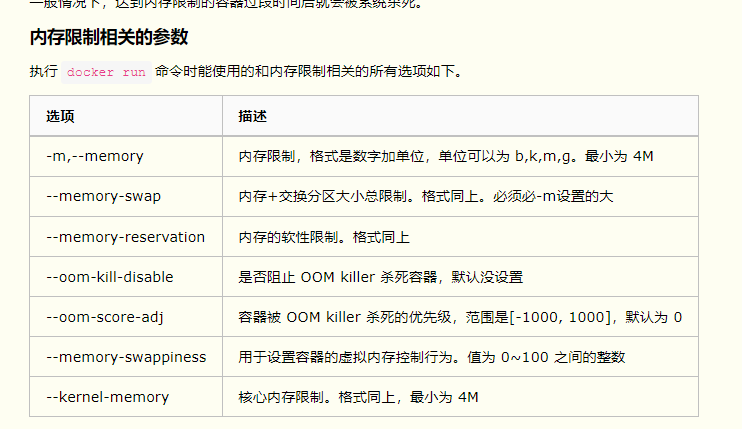 一般情况下，达到内存限制的容器过段时间后就会被系统杀死。
内存限制相关的参数
执行 docker run 命令时能使用的和内存限制相关的所有选项如下。
选项 描述
-m,--memory 内存限制，格式是数字加单位，单位可以为 b,k,m,g。最小为 4M
--memory-swap 内存+交换分区大小总限制。格式同上。必须必-m设置的大
--memory-reservation 内存的软性限制。格式同上
--oom-kill-disable 是否阻止 OOM killer 杀死容器，默认没设置
--oom-score-adj 容器被 OOM killer 杀死的优先级，范围是[-1000, 1000]，默认为 0
--memory-swappiness 用于设置容器的虚拟内存控制行为。值为 0~100 之间的整数
--kernel-memory 核心内存限制。格式同上，最小为 4M